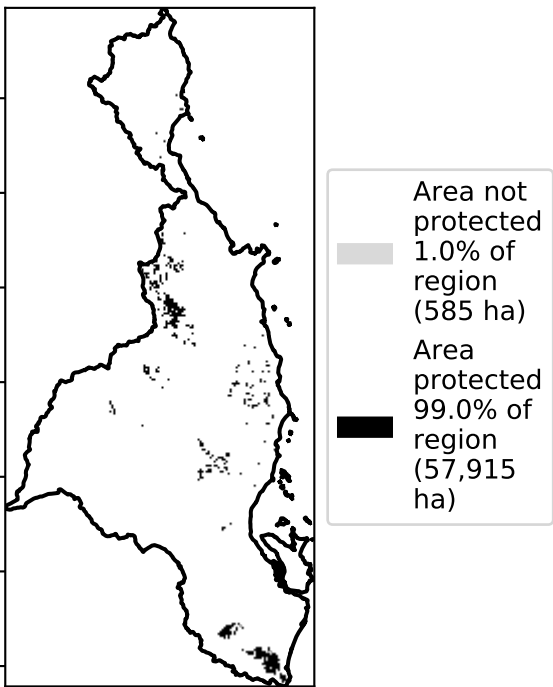 Area not
protected
1.0% of
region
(585 ha)
Area
protected
99.0% of
region
(57,915
ha)